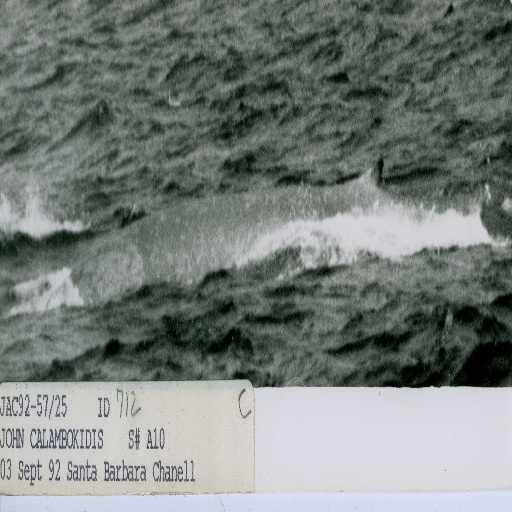 JAC92-57/25 ID 712 C
JOHN CALAMBOKIDIS S# A10
03 Sept 92 Santa Barbara Chanell